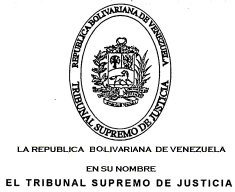 REPUBLICA BOLIVARIANA DE VENEZUELA
TRIBUNAL SUPREMO DE JUSTICIA
LA REPUBLICA BOLIVARIANA DE VENEZUELA
EN SU NOMBRE
EL TRIBUNAL SUPREMO DE JUSTICIA